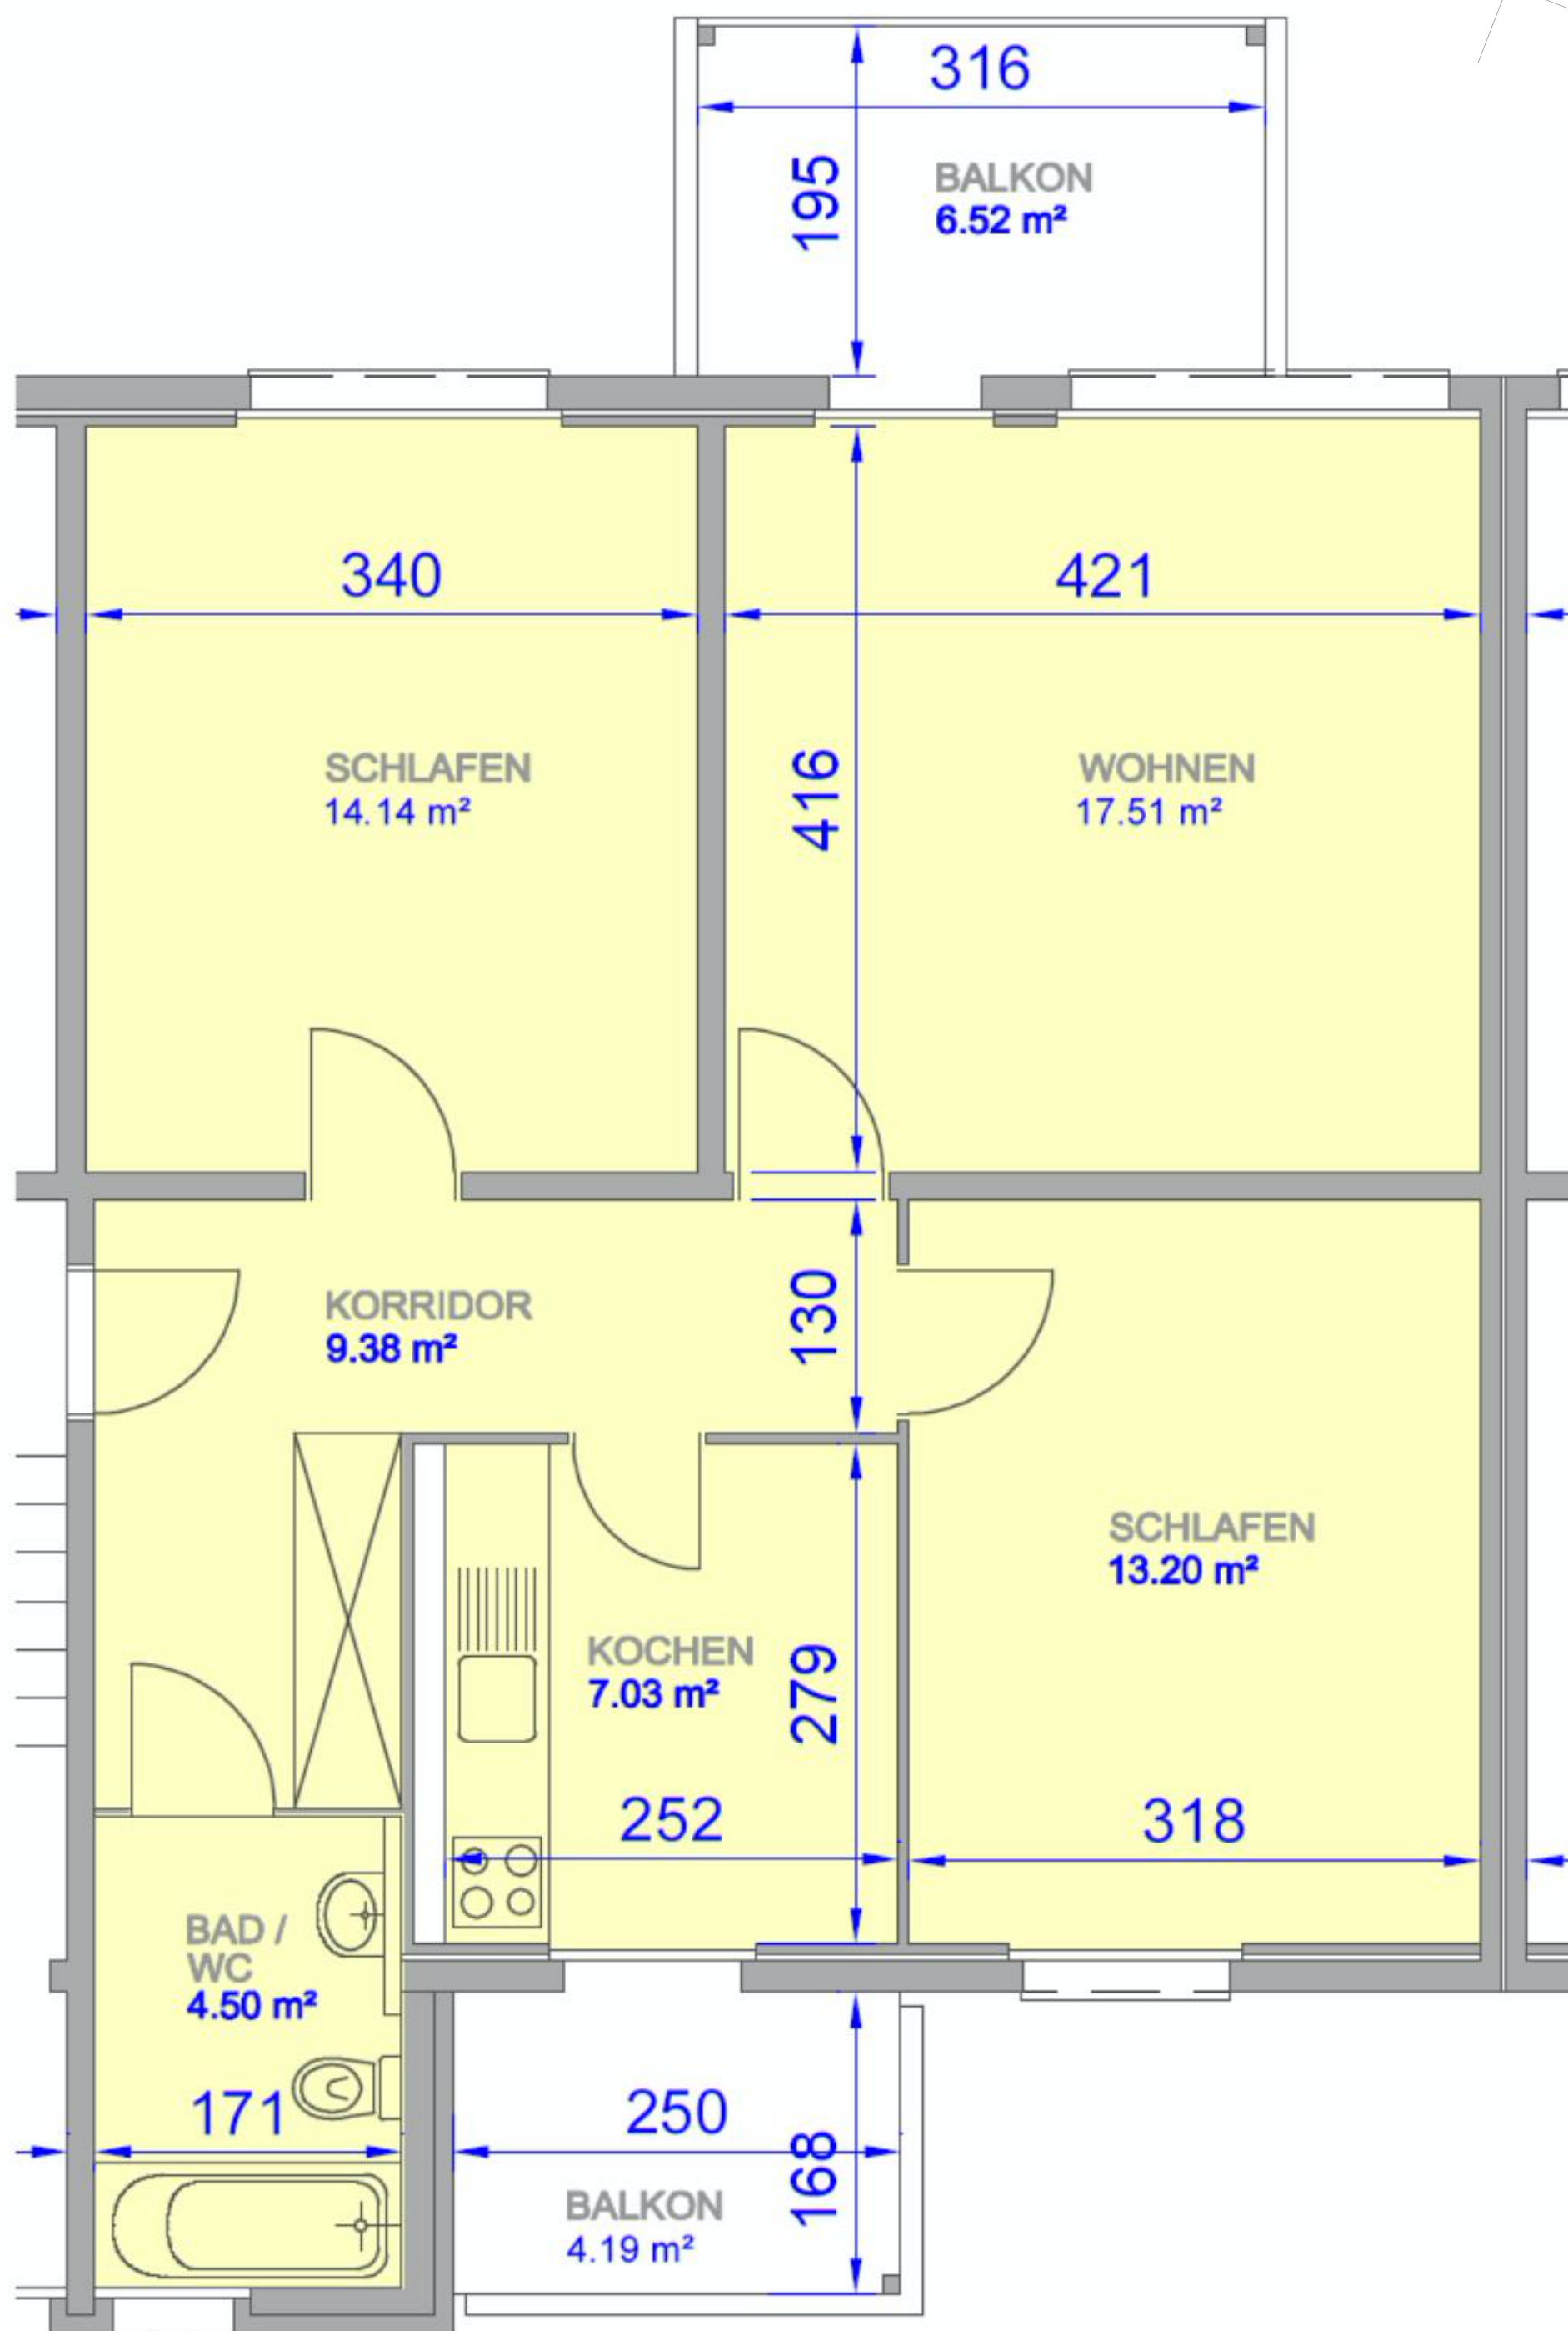 316
195
BALKON
6.52 m²
340
421
416
SCHLAFEN
14.14 m²
WOHNEN
17.51 m²
130
KORRIDOR
9.38 m²
SCHLAFEN
13.20 m²
KOCHEN
7.03 m²
279
252
318
BAD /
WC
4.50 m²
171
250
168
BALKON
4.19 m²